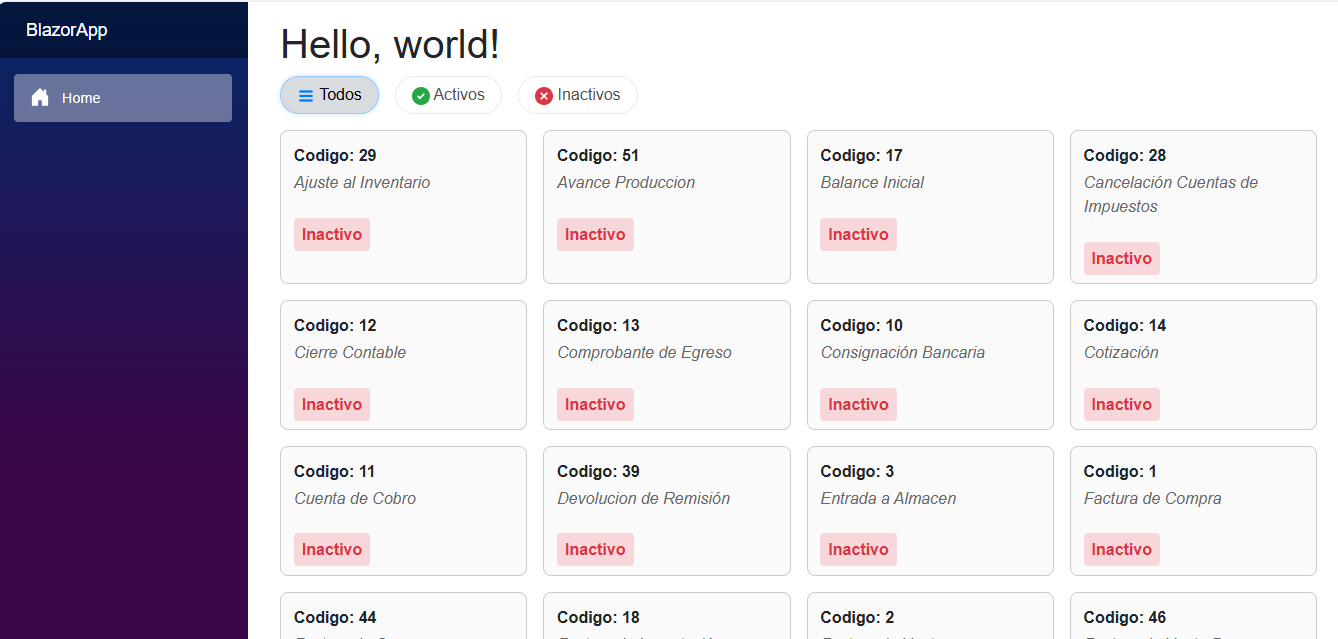 BlazorApp
Home
Hello, world!
Todos
Activos
Inactivos
Codigo: 29
Ajuste al Inventario
Inactivo
Codigo: 51
Avance Produccion
Inactivo
Codigo: 17
Balance Inicial
Inactivo
Codigo: 28
Cancelación Cuentas de
Impuestos
Inactivo
Codigo: 12
Cierre Contable
Inactivo
Codigo: 13
Comprobante de Egreso
Inactivo
Codigo: 10
Consignación Bancaria
Inactivo
Codigo: 14
Cotización
Inactivo
Codigo: 11
Cuenta de Cobro
Inactivo
Codigo: 39
Devolucion de Remisión
Inactivo
Codigo: 3
Entrada a Almacen
Inactivo
Codigo: 1
Factura de Compra
Inactivo
Codigo: 44
Codigo: 18
Codigo: 2
Codigo: 46